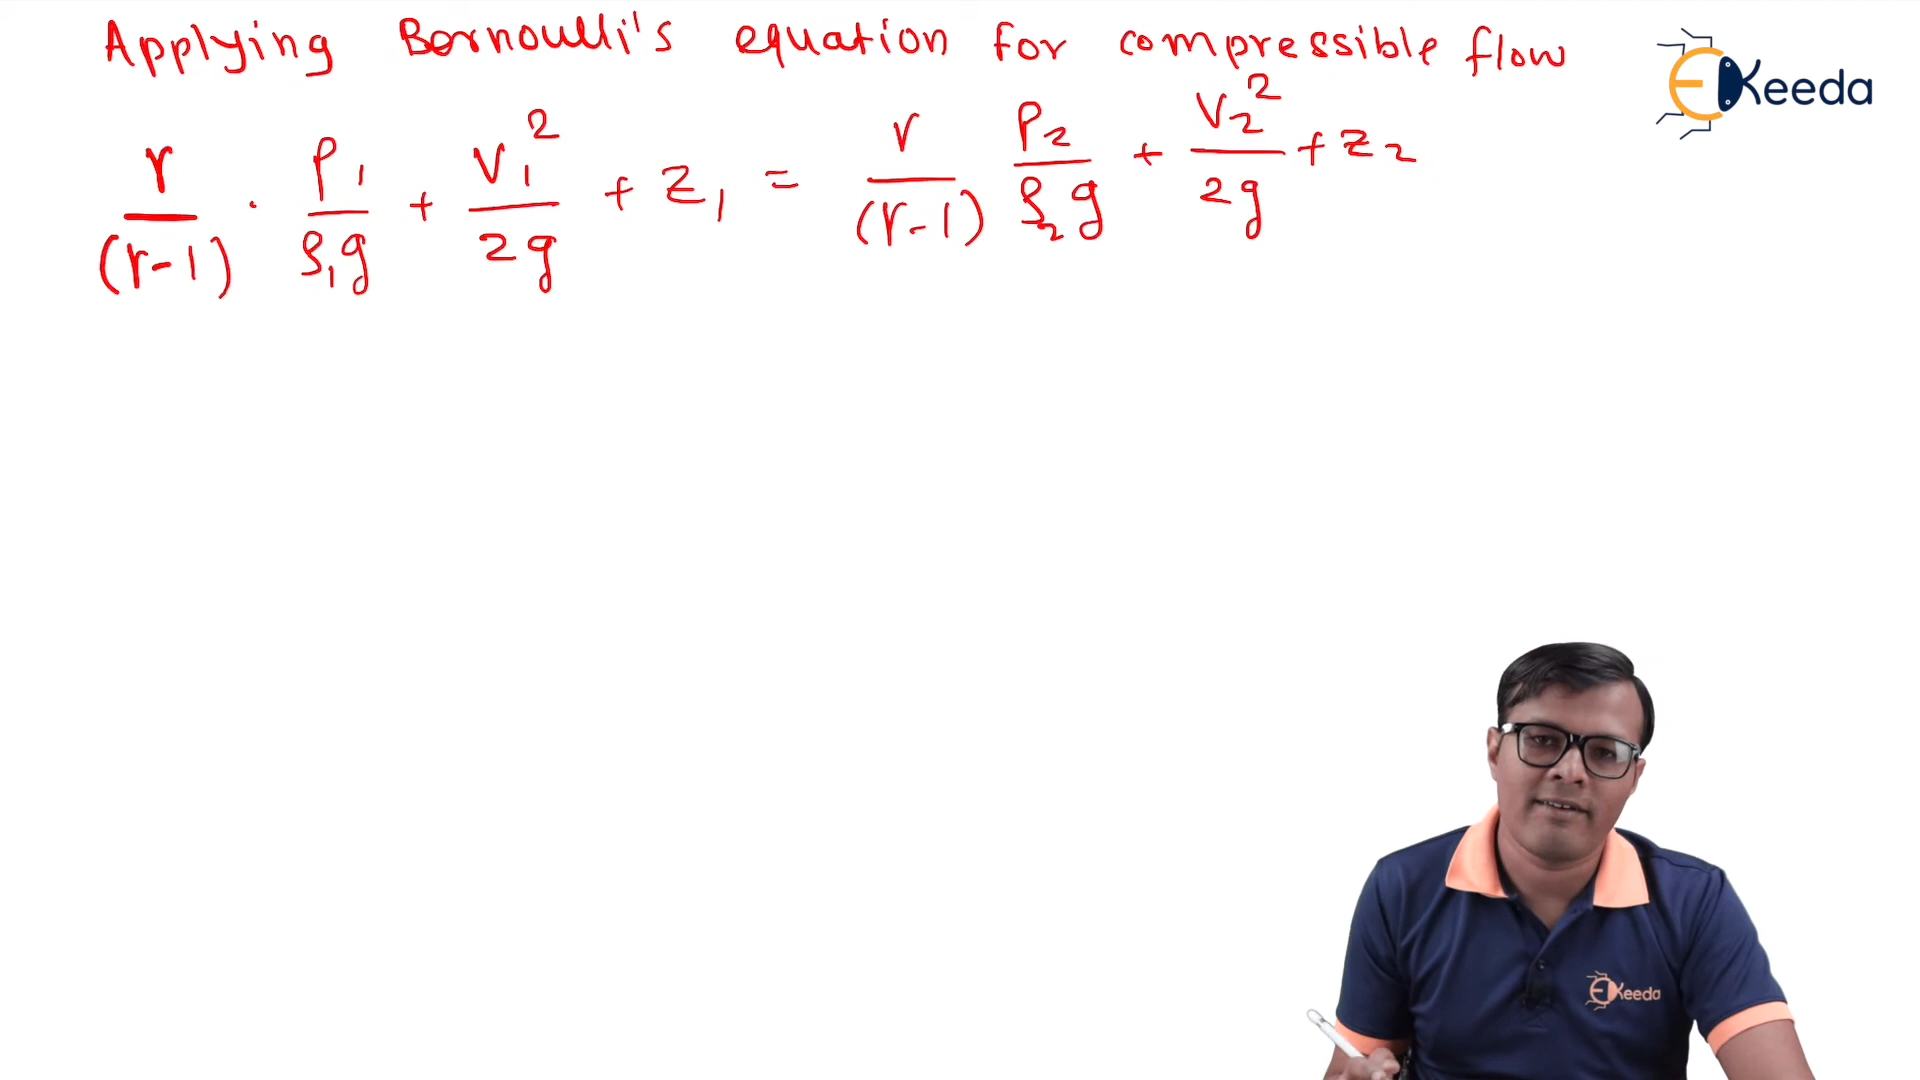 Applying Bernoulli's equation for compressible flow
EKeeda
r/(r-1) · P1/ρ1g + V1²/2g + Z1 = r/(r-1) P2/ρ2g + V2²/2g + Z2
EKeeda